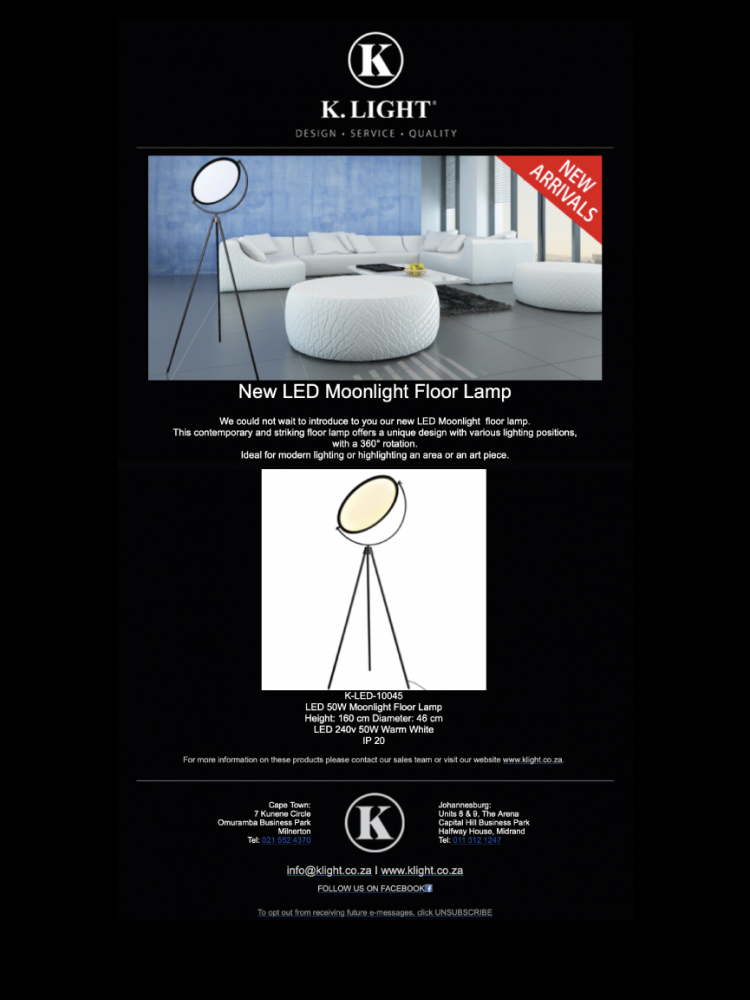 K
K. LIGHT®
DESIGN • SERVICE • QUALITY
NEW
ARRIVALS
New LED Moonlight Floor Lamp
We could not wait to introduce to you our new LED Moonlight floor lamp.
This contemporary and striking floor lamp offers a unique design with various lighting positions,
with a 360° rotation.
Ideal for modern lighting or highlighting an area or an art piece.
K-LED-10045
LED 50W Moonlight Floor Lamp
Height: 160 cm Diameter: 46 cm
LED 240v 50W Warm White
IP 20
For more information on these products please contact our sales team or visit our website www.klight.co.za.
Cape Town:
7 Kunene Circle
Omuramba Business Park
Milnerton
Tel: 021 552 4370
K
Johannesburg:
Units 8 & 9, The Arena
Capital Hill Business Park
Halfway House, Midrand
Tel: 011 312 1247
info@klight.co.za I www.klight.co.za
FOLLOW US ON FACEBOOK f
To opt out from receiving future e-messages, click UNSUBSCRIBE